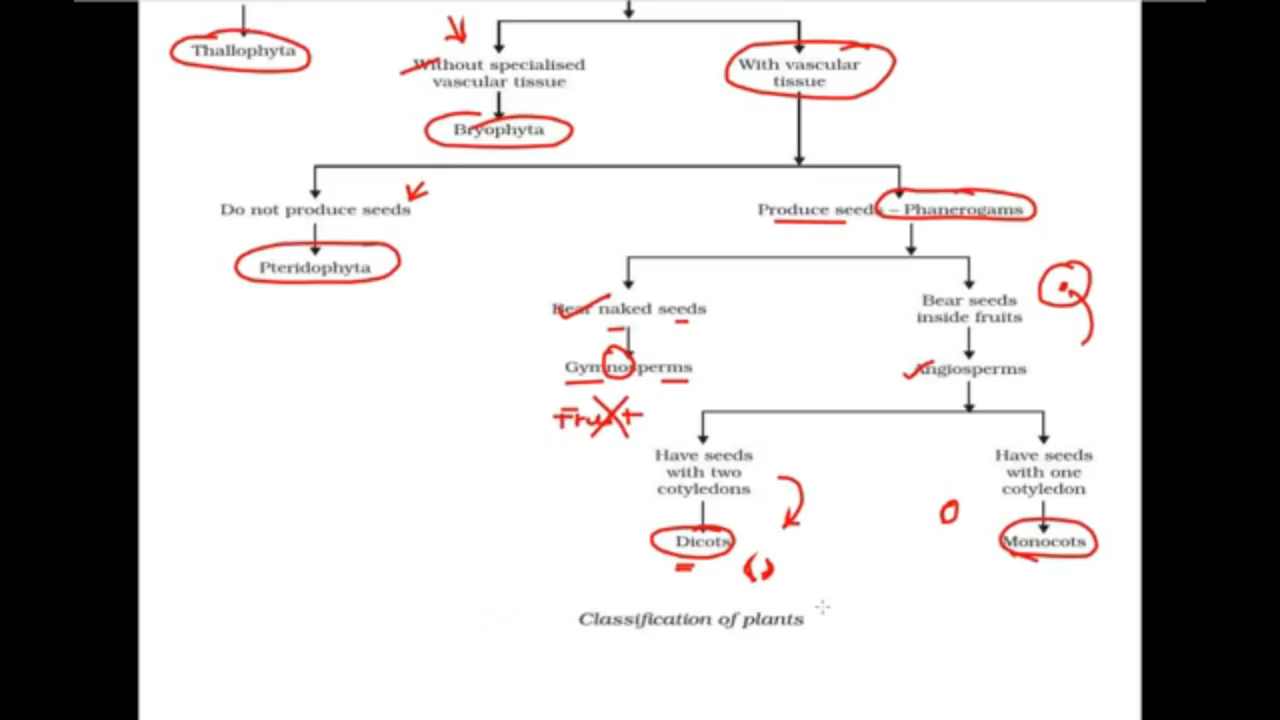 Thallophyta
Without specialised
vascular tissue
With vascular
tissue
Bryophyta
Do not produce seeds
Produce seeds – Phanerogams
Pteridophyta
Bear naked seeds
Bear seeds
inside fruits
Gymnosperms
Angiosperms
Fruit
Have seeds
with two
cotyledons
Have seeds
with one
cotyledon
Dicots
Monocots
Classification of plants